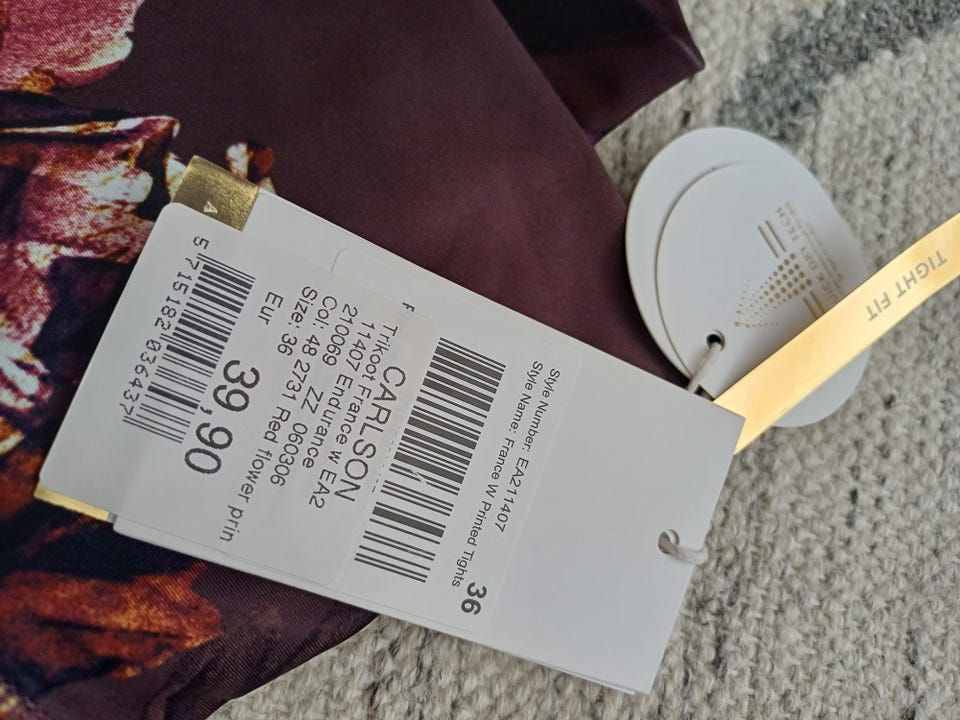 CARLSON
Trikoot France W EA2
11407 Endurance
210069 ZZ 060306
Col: 48 2731 Red flower prin
Size: 36
Eur
39,90
5 715182 036437
Style Number: EA211407
Style Name: France W Printed Tights
36
TIGHT FIT